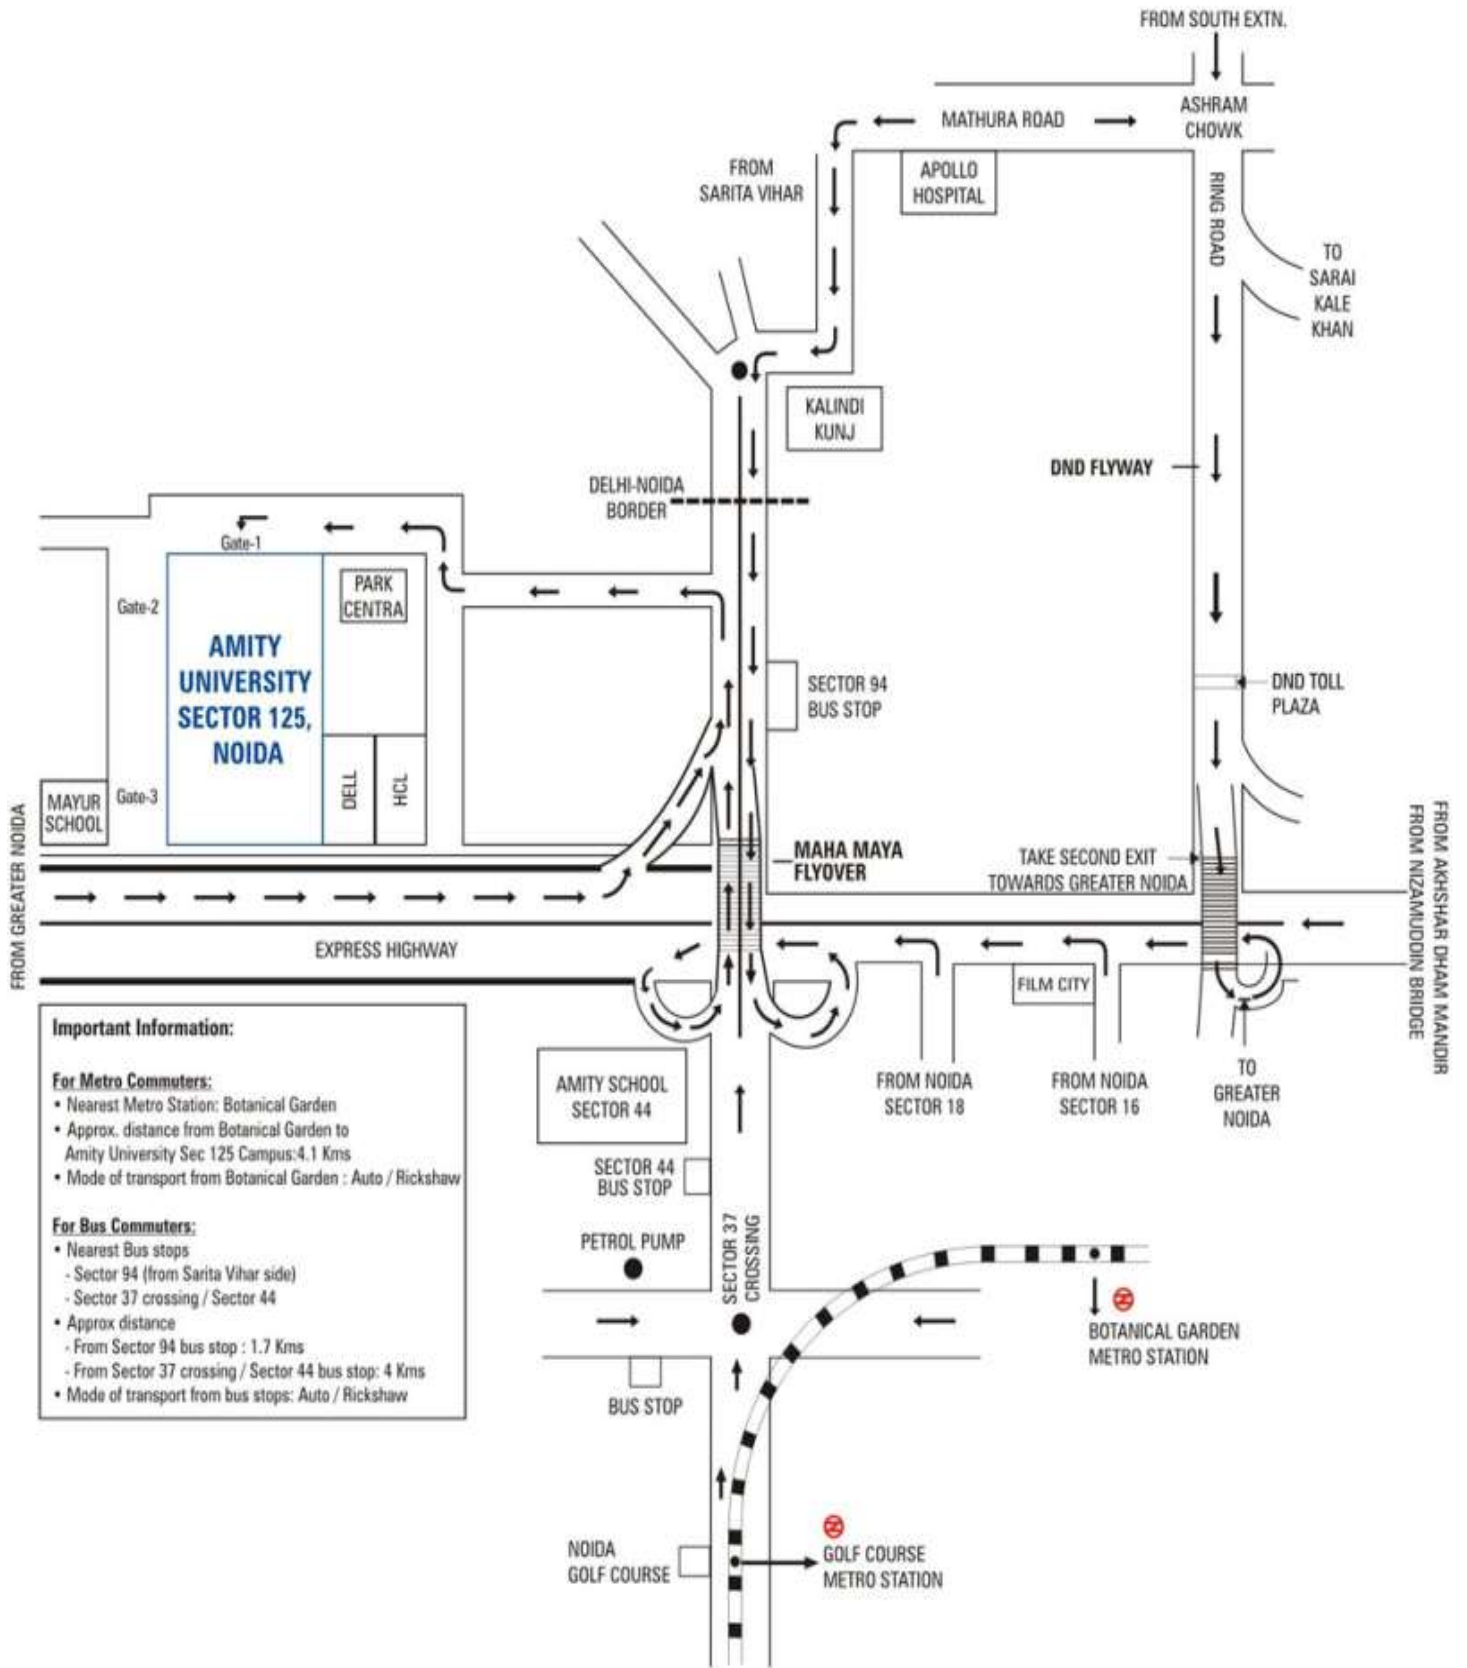 FROM SOUTH EXTN.
MATHURA ROAD
ASHRAM
CHOWK
FROM
SARITA VIHAR
APOLLO
HOSPITAL
RING ROAD
TO
SARAI
KALE
KHAN
KALINDI
KUNJ
DND FLYWAY
DELHI-NOIDA
BORDER
Gate-1
Gate-2
PARK
CENTRA
AMITY
UNIVERSITY
SECTOR 125,
NOIDA
SECTOR 94
BUS STOP
DND TOLL
PLAZA
DELL
HCL
MAYUR
SCHOOL
Gate-3
MAHA MAYA
FLYOVER
TAKE SECOND EXIT
TOWARDS GREATER NOIDA
FROM GREATER NOIDA
FROM AKHSHAR DHAM MANDIR
FROM NIZAMUDDIN BRIDGE
EXPRESS HIGHWAY
FILM CITY
Important Information:
For Metro Commuters:
• Nearest Metro Station: Botanical Garden
• Approx. distance from Botanical Garden to
Amity University Sec 125 Campus:4.1 Kms
• Mode of transport from Botanical Garden : Auto / Rickshaw
For Bus Commuters:
• Nearest Bus stops
- Sector 94 (from Sarita Vihar side)
- Sector 37 crossing / Sector 44
• Approx distance
- From Sector 94 bus stop : 1.7 Kms
- From Sector 37 crossing / Sector 44 bus stop: 4 Kms
• Mode of transport from bus stops: Auto / Rickshaw
AMITY SCHOOL
SECTOR 44
FROM NOIDA
SECTOR 18
FROM NOIDA
SECTOR 16
TO
GREATER
NOIDA
SECTOR 44
BUS STOP
PETROL PUMP
SECTOR 37
CROSSING
BOTANICAL GARDEN
METRO STATION
BUS STOP
NOIDA
GOLF COURSE
GOLF COURSE
METRO STATION